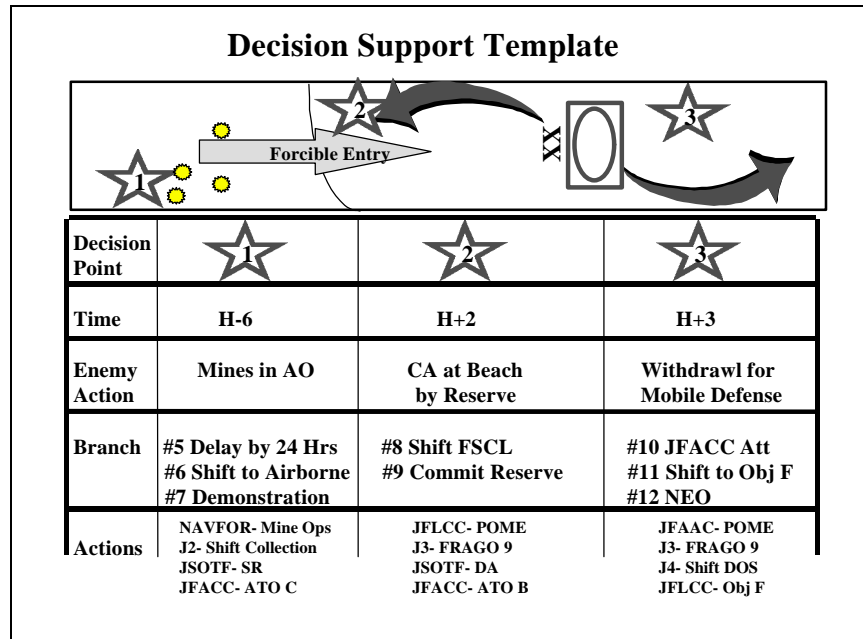 Decision Support Template
2
3
XX
Forcible Entry
1
Decision
Point
1
2
3
Time
H-6
H+2
H+3
Enemy
Action
Mines in AO
CA at Beach
by Reserve
Withdrawl for
Mobile Defense
Branch
#5 Delay by 24 Hrs
#6 Shift to Airborne
#7 Demonstration
#8 Shift FSCL
#9 Commit Reserve
#10 JFACC Att
#11 Shift to Obj F
#12 NEO
Actions
NAVFOR- Mine Ops
J2- Shift Collection
JSOTF- SR
JFACC- ATO C
JFLCC- POME
J3- FRAGO 9
JSOTF- DA
JFACC- ATO B
JFAAC- POME
J3- FRAGO 9
J4- Shift DOS
JFLCC- Obj F